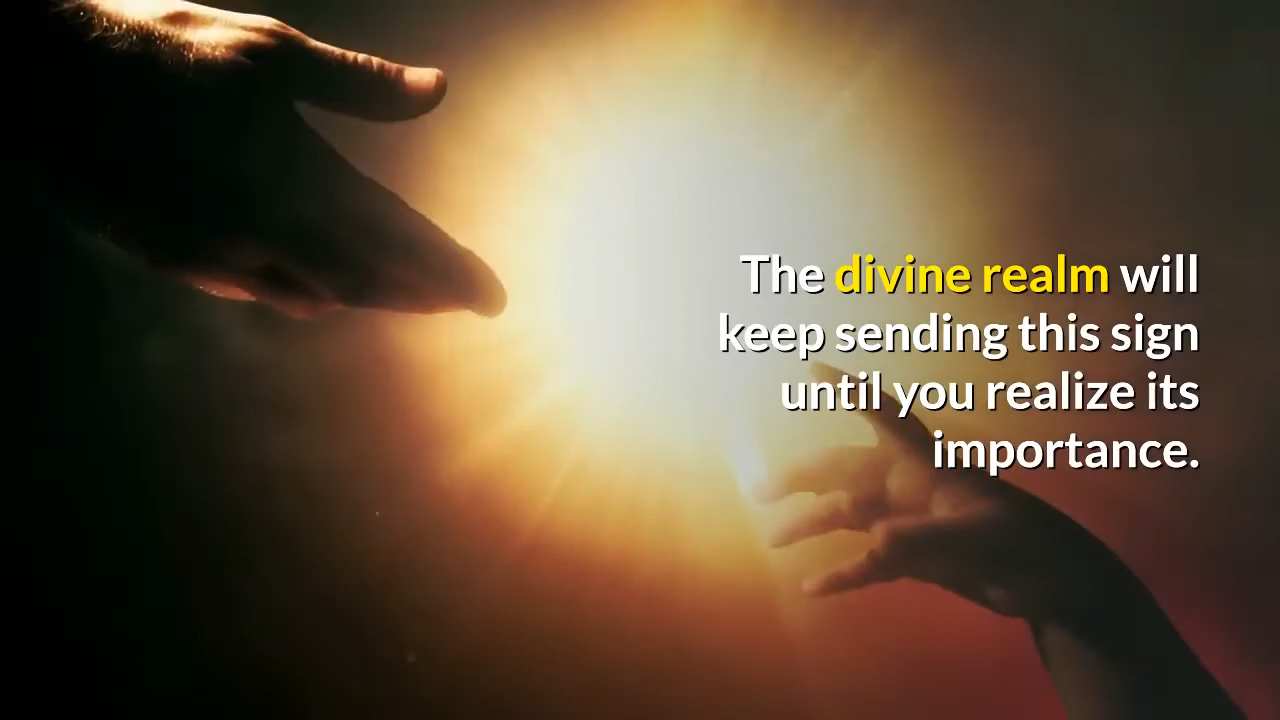 The divine realm will
keep sending this sign
until you realize its
importance.